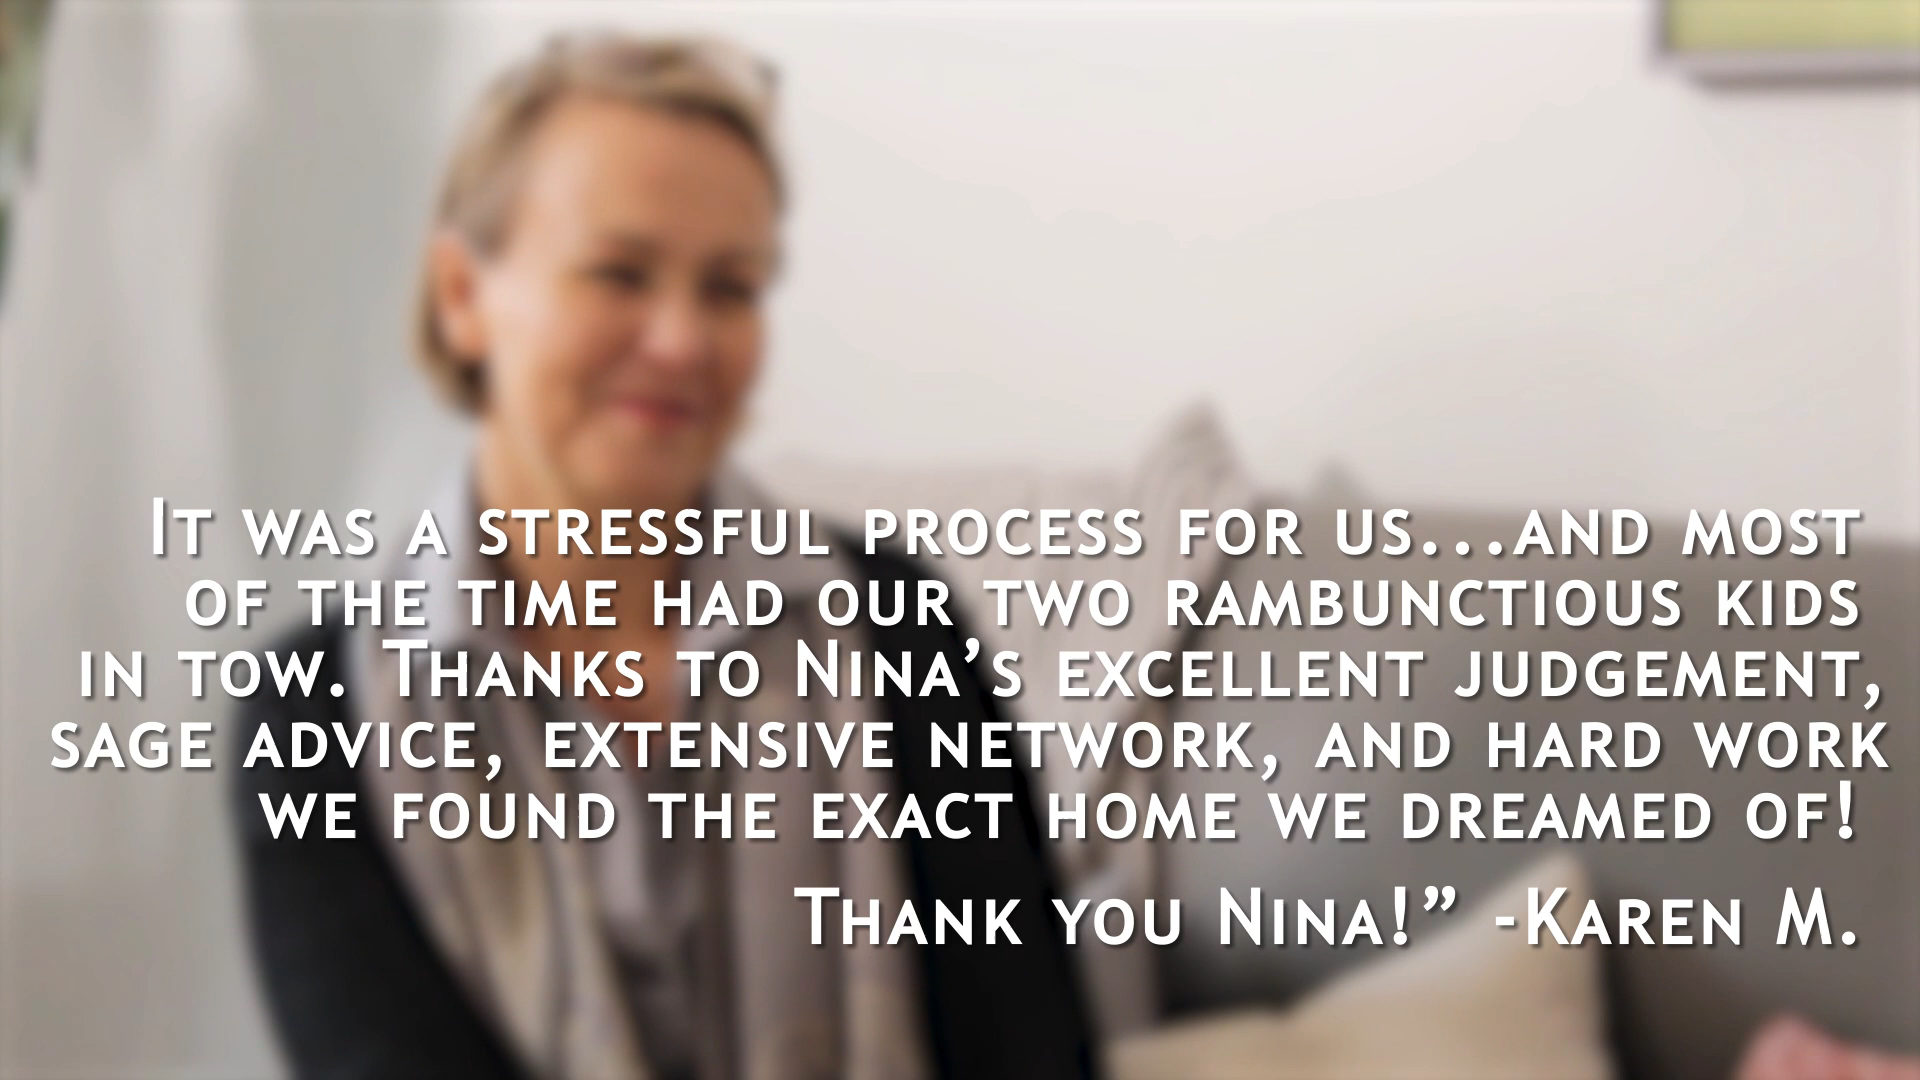 It was a stressful process for us...and most
of the time had our two rambunctious kids
in tow. Thanks to Nina’s excellent judgement,
sage advice, extensive network, and hard work
we found the exact home we dreamed of!
Thank you Nina!” -Karen M.